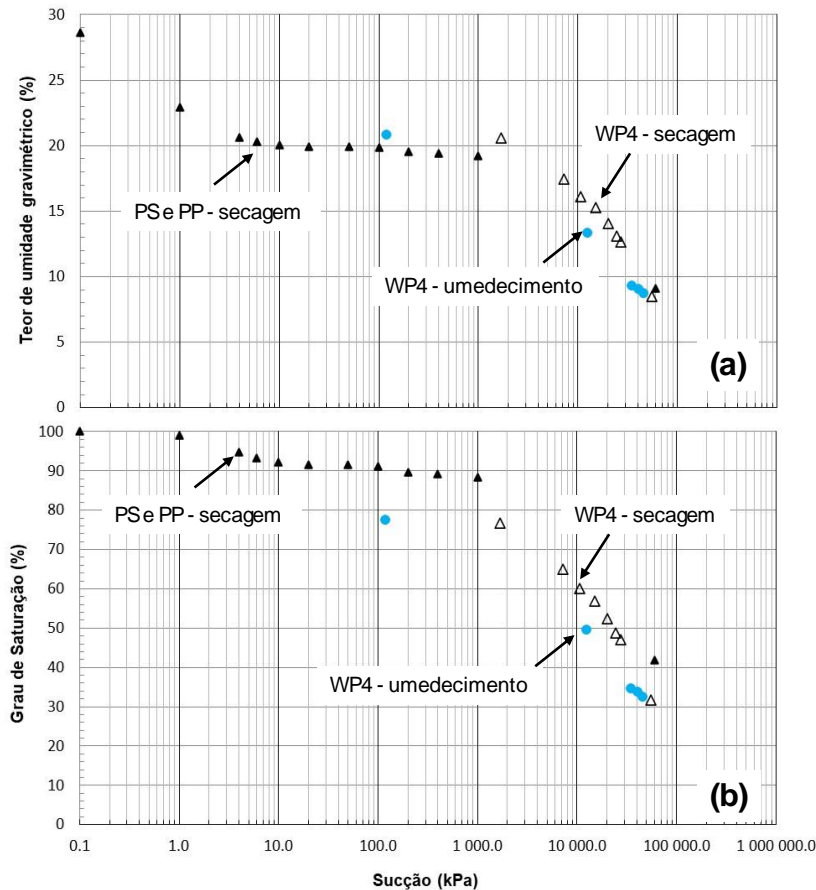 30
25
20
15
10
5
0
Teor de umidade gravimétrico (%)
WP4 - secagem
PS e PP - secagem
WP4 - umedecimento
(a)
100
90
80
70
60
50
40
30
20
10
0
Grau de Saturação (%)
PS e PP - secagem
WP4 - secagem
WP4 - umedecimento
(b)
0.1 1.0 10.0 100.0 1 000.0 10 000.0 100 000.0 1 000 000.0
Sucção (kPa)